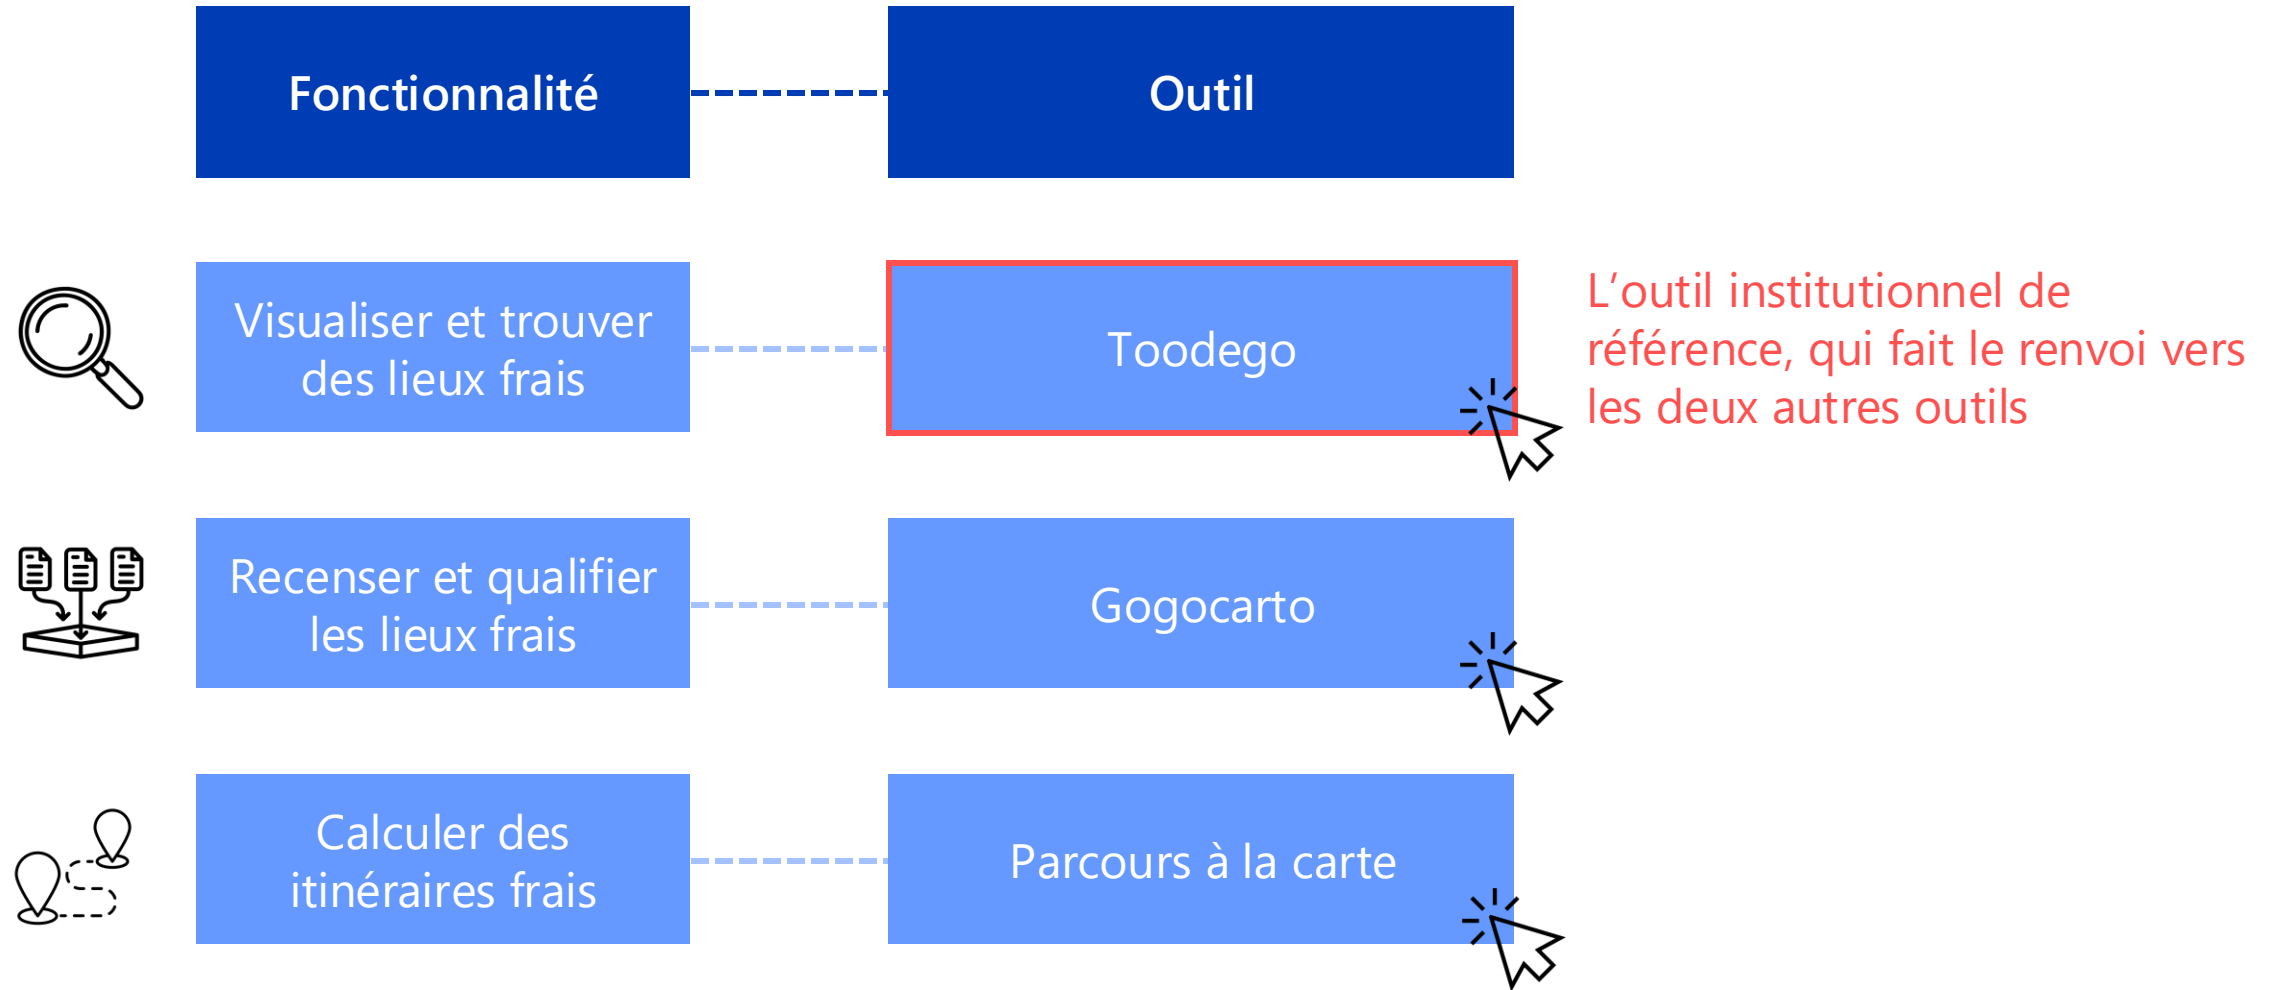 Fonctionnalité
Outil
Visualiser et trouver
des lieux frais
Toodego
L’outil institutionnel de
référence, qui fait le renvoi vers
les deux autres outils
Recenser et qualifier
les lieux frais
Gogocarto
Calculer des
itinéraires frais
Parcours à la carte